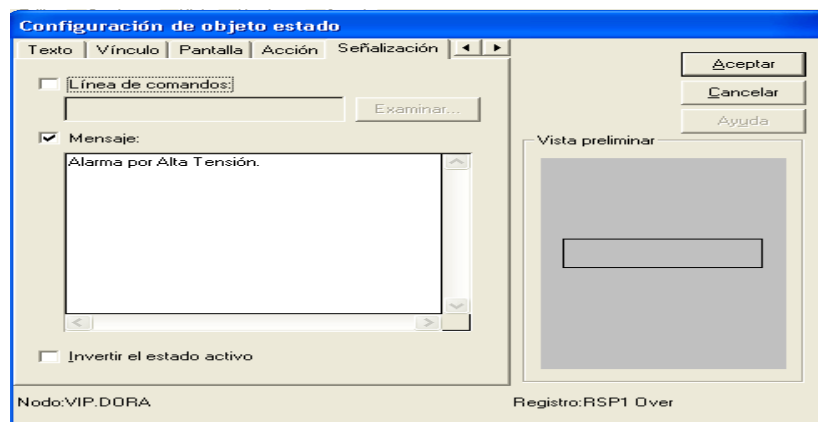 Configuración de objeto estado
Texto Vínculo Pantalla Acción Señalización
Línea de comandos:
Examinar...
Mensaje:
Alarma por Alta Tensión.
Invertir el estado activo
Aceptar
Cancelar
Ayuda
Vista preliminar
Nodo:VIP.DORA
Registro:RSP1 Over